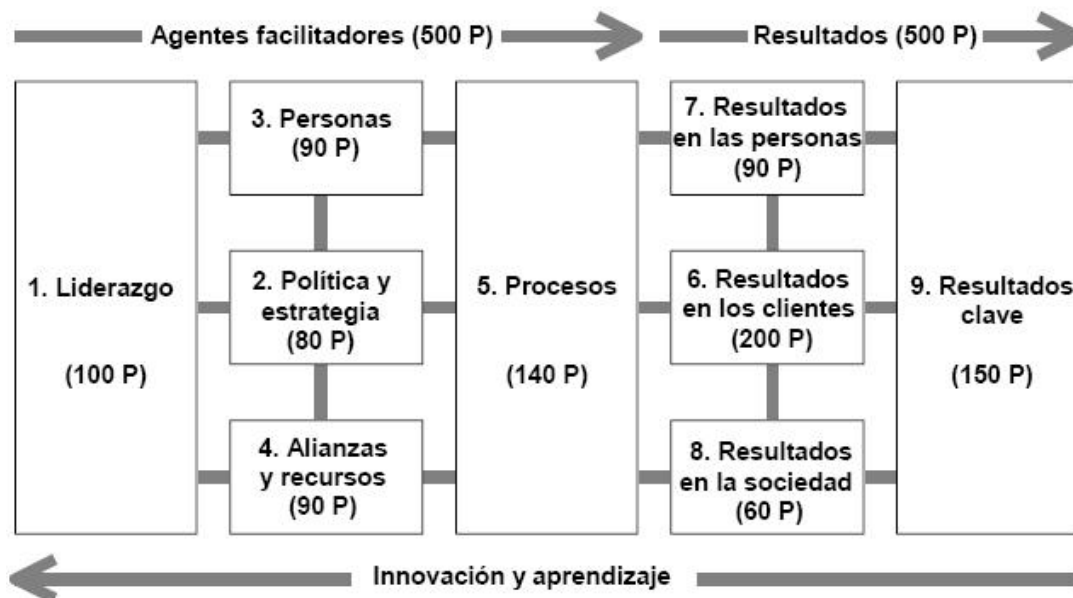 Agentes facilitadores (500 P)
Resultados (500 P)
1. Liderazgo
(100 P)
3. Personas
(90 P)
2. Política y
estrategia
(80 P)
4. Alianzas
y recursos
(90 P)
5. Procesos
(140 P)
7. Resultados
en las personas
(90 P)
6. Resultados
en los clientes
(200 P)
8. Resultados
en la sociedad
(60 P)
9. Resultados
clave
(150 P)
Innovación y aprendizaje